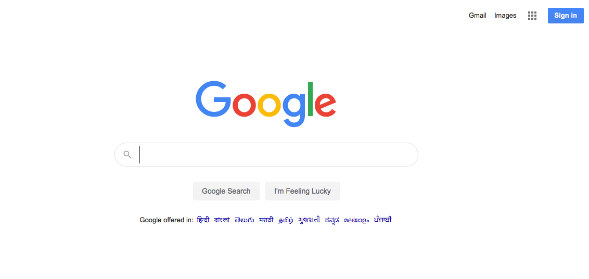 Gmail Images Sign in
Google
Google Search I'm Feeling Lucky
Google offered in: हिन्दी বাংলা తెలుగు मराठी தமிழ் ગુજરાતી ಕನ್ನಡ മലയാളം ਪੰਜਾਬੀ